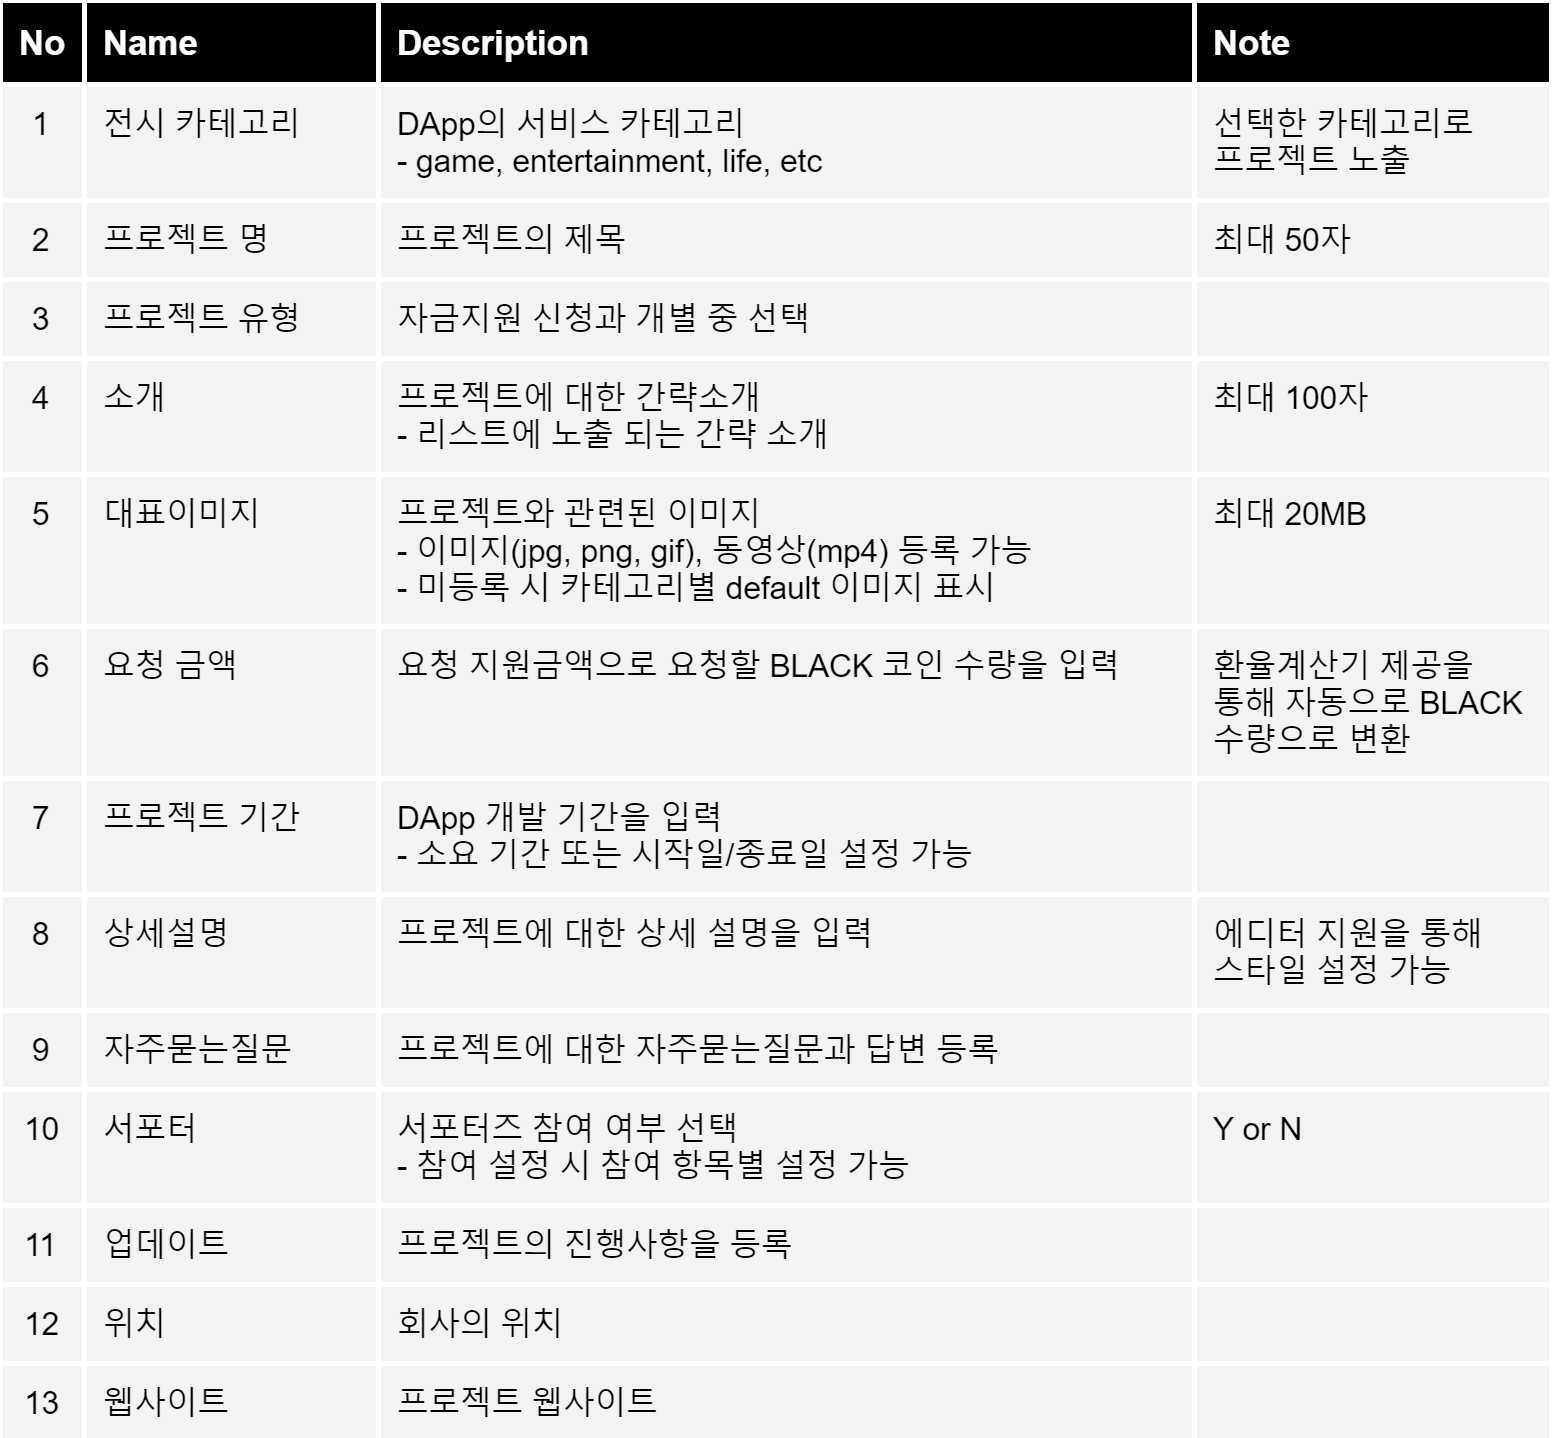 No Name Description Note
1 전시 카테고리 DApp의 서비스 카테고리 선택한 카테고리로
- game, entertainment, life, etc 프로젝트 노출
2 프로젝트 명 프로젝트의 제목 최대 50자
3 프로젝트 유형 자금지원 신청과 개별 중 선택
4 소개 프로젝트에 대한 간략소개 최대 100자
- 리스트에 노출 되는 간략 소개
5 대표이미지 프로젝트와 관련된 이미지 최대 20MB
- 이미지(jpg, png, gif), 동영상(mp4) 등록 가능
- 미등록 시 카테고리별 default 이미지 표시
6 요청 금액 요청 지원금액으로 요청할 BLACK 코인 수량을 입력 환율계산기 제공을
통해 자동으로 BLACK
수량으로 변환
7 프로젝트 기간 DApp 개발 기간을 입력
- 소요 기간 또는 시작일/종료일 설정 가능
8 상세설명 프로젝트에 대한 상세 설명을 입력 에디터 지원을 통해
스타일 설정 가능
9 자주묻는질문 프로젝트에 대한 자주묻는질문과 답변 등록
10 서포터 서포터즈 참여 여부 선택 Y or N
- 참여 설정 시 참여 항목별 설정 가능
11 업데이트 프로젝트의 진행사항을 등록
12 위치 회사의 위치
13 웹사이트 프로젝트 웹사이트